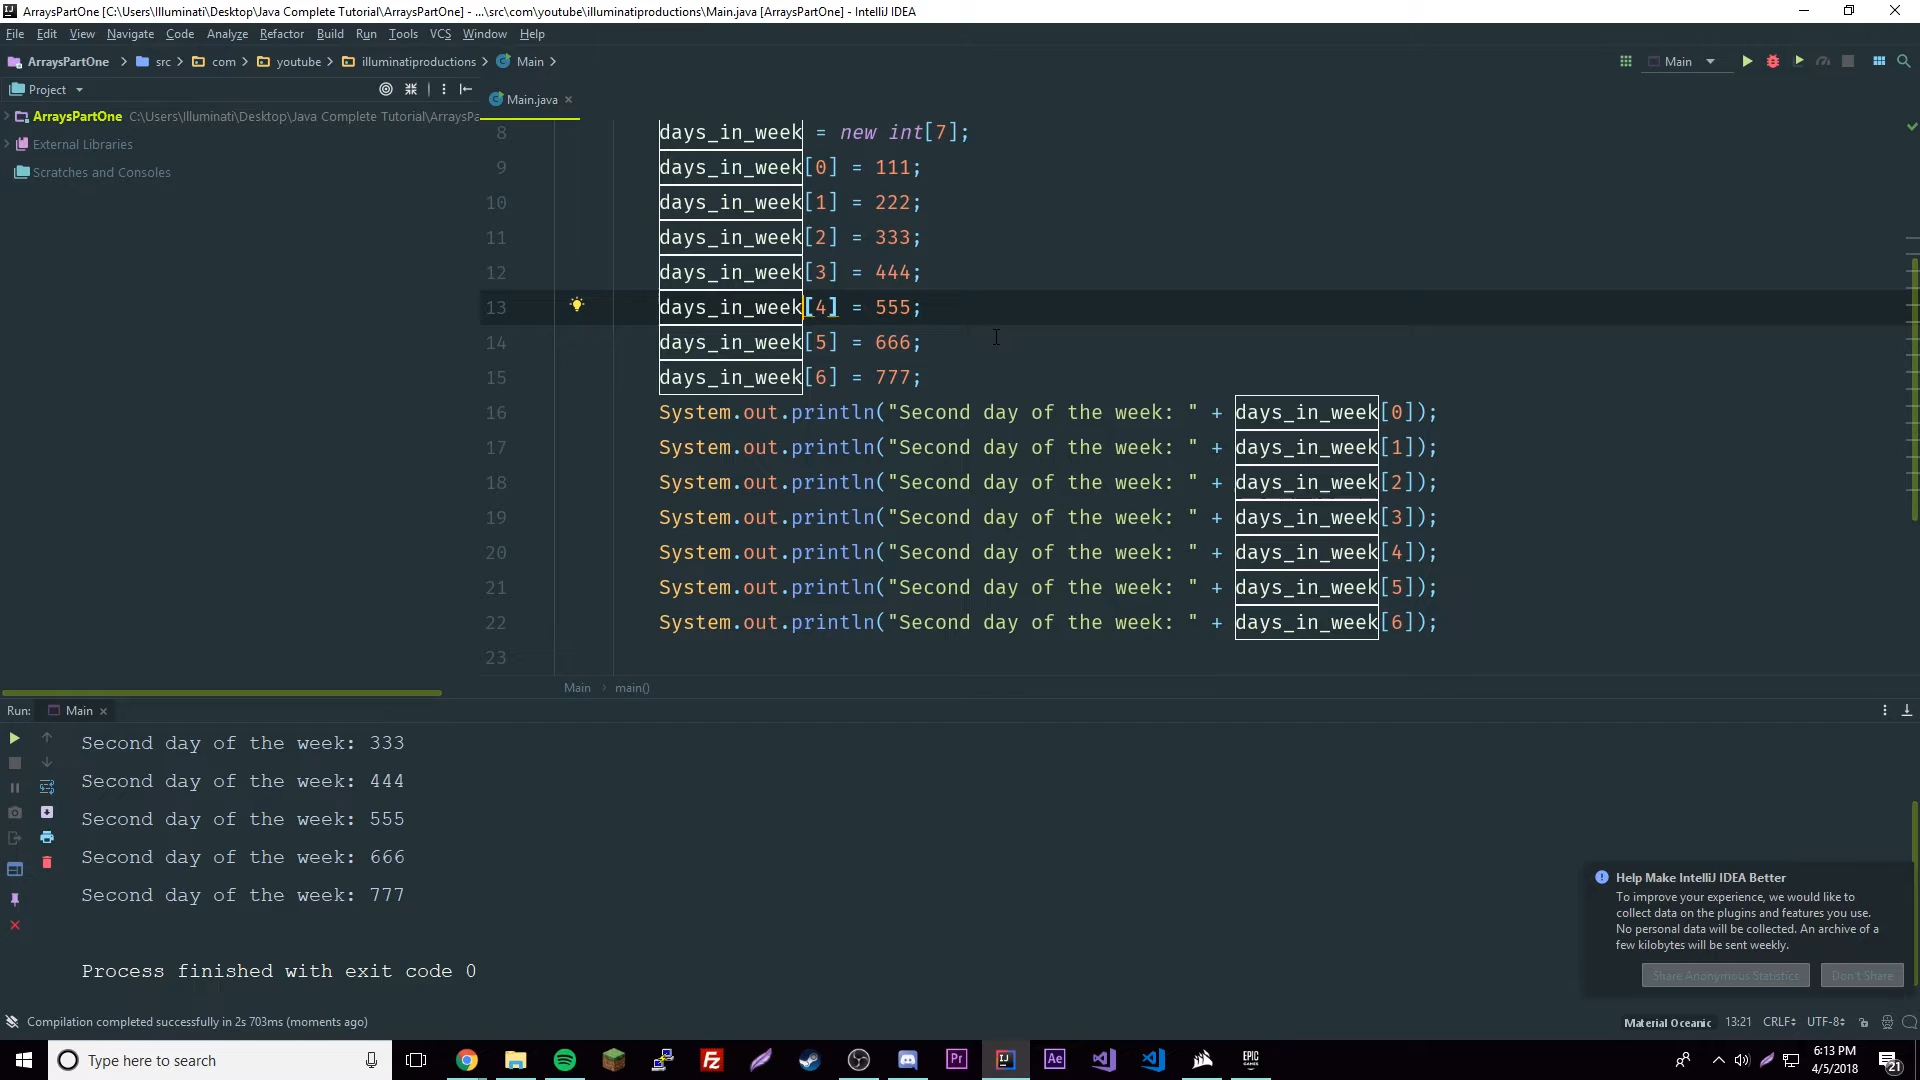 ArraysPartOne [C:\Users\Illuminati\Desktop\Java Complete Tutorial\ArraysPartOne] - ...\src\com\youtube\illuminatiproductions\Main.java [ArraysPartOne] - IntelliJ IDEA
File Edit View Navigate Code Analyze Refactor Build Run Tools VCS Window Help
ArraysPartOne src com youtube illuminatiproductions Main
Main
Project
Main.java
ArraysPartOne C:\Users\Illuminati\Desktop\Java Complete Tutorial\ArraysPa
External Libraries
Scratches and Consoles
8 days_in_week = new int[7];
9 days_in_week[0] = 111;
10 days_in_week[1] = 222;
11 days_in_week[2] = 333;
12 days_in_week[3] = 444;
13 days_in_week[4] = 555;
14 days_in_week[5] = 666;
15 days_in_week[6] = 777;
16 System.out.println("Second day of the week: " + days_in_week[0]);
17 System.out.println("Second day of the week: " + days_in_week[1]);
18 System.out.println("Second day of the week: " + days_in_week[2]);
19 System.out.println("Second day of the week: " + days_in_week[3]);
20 System.out.println("Second day of the week: " + days_in_week[4]);
21 System.out.println("Second day of the week: " + days_in_week[5]);
22 System.out.println("Second day of the week: " + days_in_week[6]);
23
Main main()
Run: Main
Second day of the week: 333
Second day of the week: 444
Second day of the week: 555
Second day of the week: 666
Second day of the week: 777
Process finished with exit code 0
Help Make IntelliJ IDEA Better
To improve your experience, we would like to
collect data on the plugins and features you use.
No personal data will be collected. An archive of a
few kilobytes will be sent weekly.
Share Anonymous Statistics Don't Share
Compilation completed successfully in 2s 703ms (moments ago)
Material Oceanic 13:21 CRLF UTF-8
Type here to search
Pr
IJ
Ae
EPIC GAMES
6:13 PM
4/5/2018
21